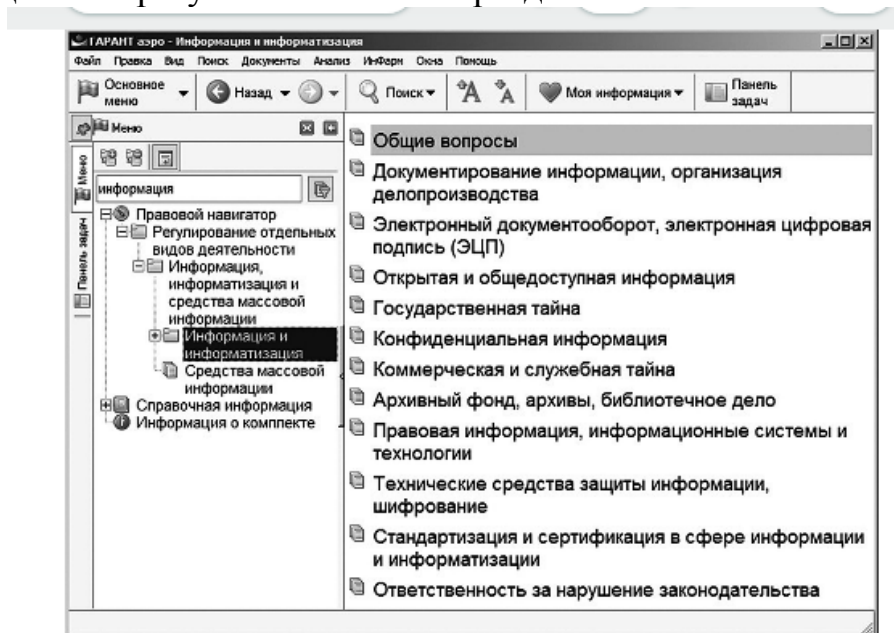 ГАРАНТ аэро - Информация и информатизация
Файл Правка Вид Поиск Документы Анализ ИнФарм Окна Помощь
Основное меню Назад Поиск Моя информация Панель задач
Меню
Меню
Панель задач
информация
Правовой навигатор
Регулирование отдельных
видов деятельности
Информация,
информатизация и
средства массовой
информации
Информация и
информатизация
Средства массовой
информации
Справочная информация
Информация о комплекте
Общие вопросы
Документирование информации, организация
делопроизводства
Электронный документооборот, электронная цифровая
подпись (ЭЦП)
Открытая и общедоступная информация
Государственная тайна
Конфиденциальная информация
Коммерческая и служебная тайна
Архивный фонд, архивы, библиотечное дело
Правовая информация, информационные системы и
технологии
Технические средства защиты информации,
шифрование
Стандартизация и сертификация в сфере информации
и информатизации
Ответственность за нарушение законодательства